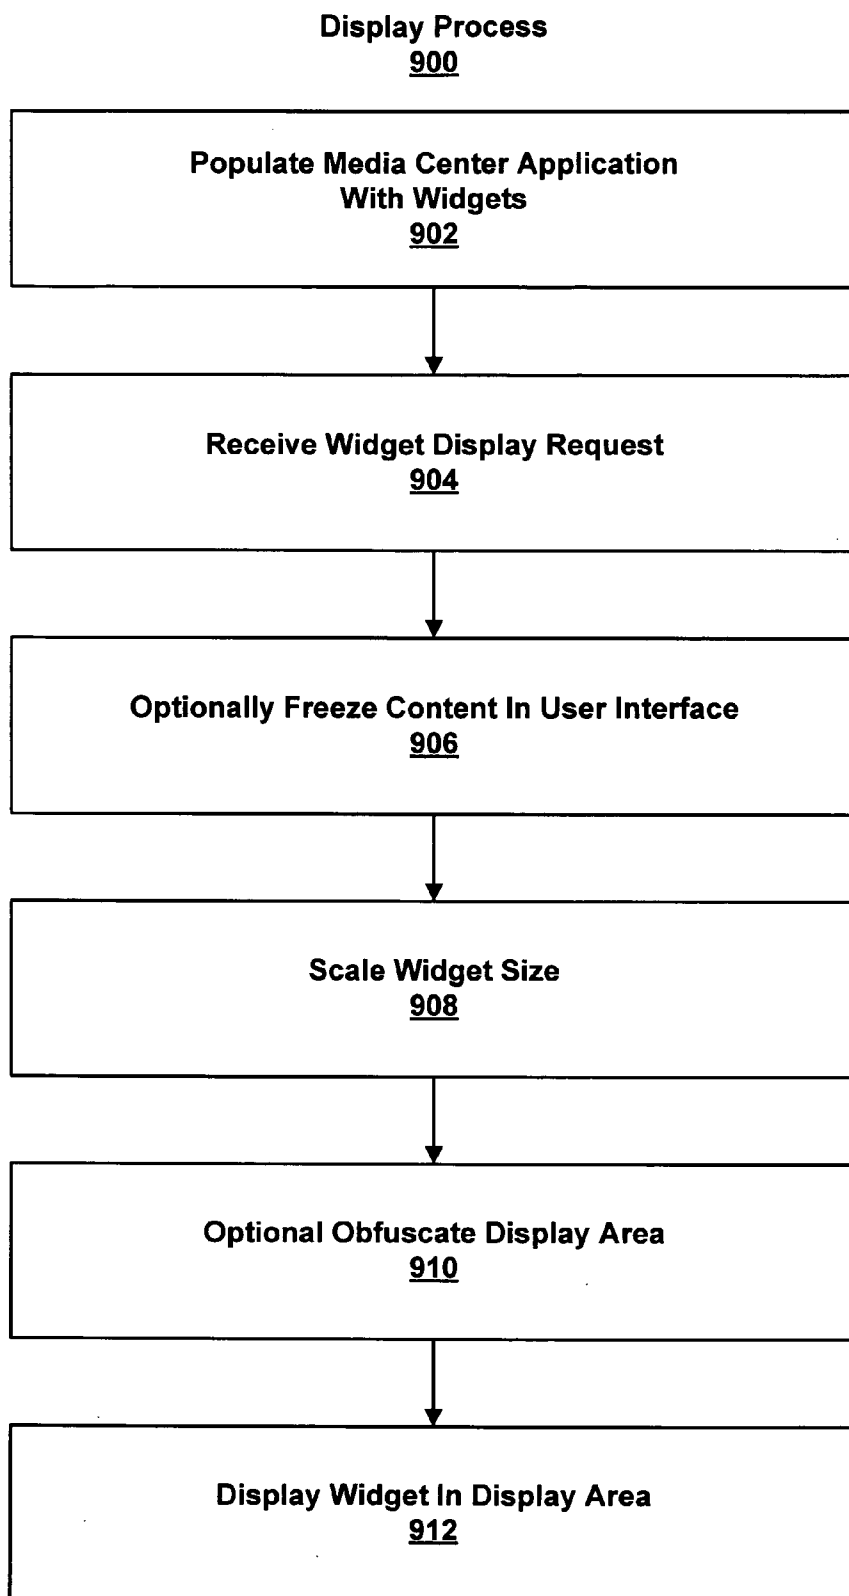 Display Process
900
Populate Media Center Application
With Widgets
902
Receive Widget Display Request
904
Optionally Freeze Content In User Interface
906
Scale Widget Size
908
Optional Obfuscate Display Area
910
Display Widget In Display Area
912